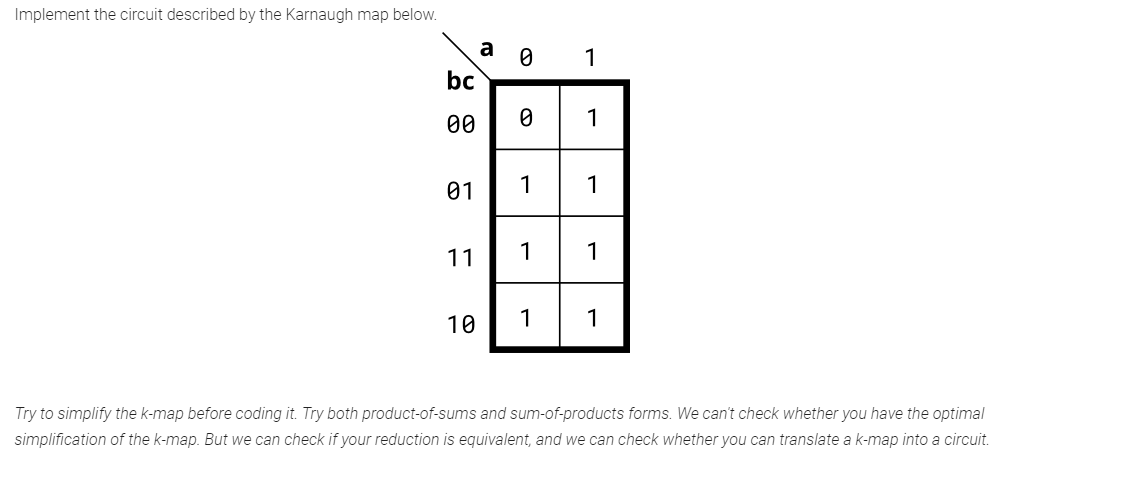 Implement the circuit described by the Karnaugh map below.
a 0 1
bc
00 0 1
01 1 1
11 1 1
10 1 1
Try to simplify the k-map before coding it. Try both product-of-sums and sum-of-products forms. We can't check whether you have the optimal
simplification of the k-map. But we can check if your reduction is equivalent, and we can check whether you can translate a k-map into a circuit.